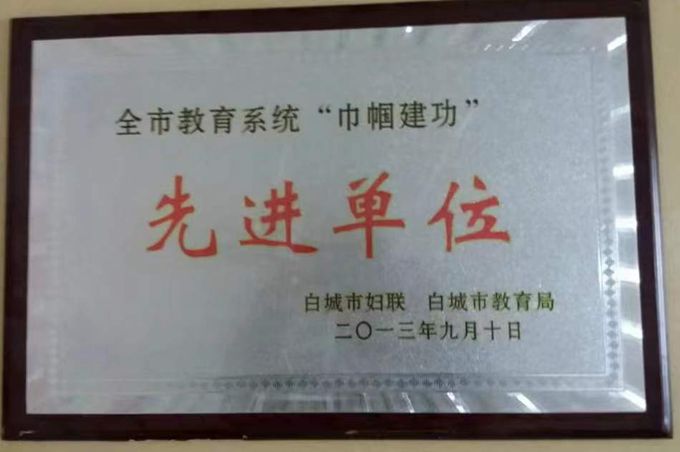 全市教育系统“巾帼建功”
先进单位
白城市妇联 白城市教育局
二〇一三年九月十日